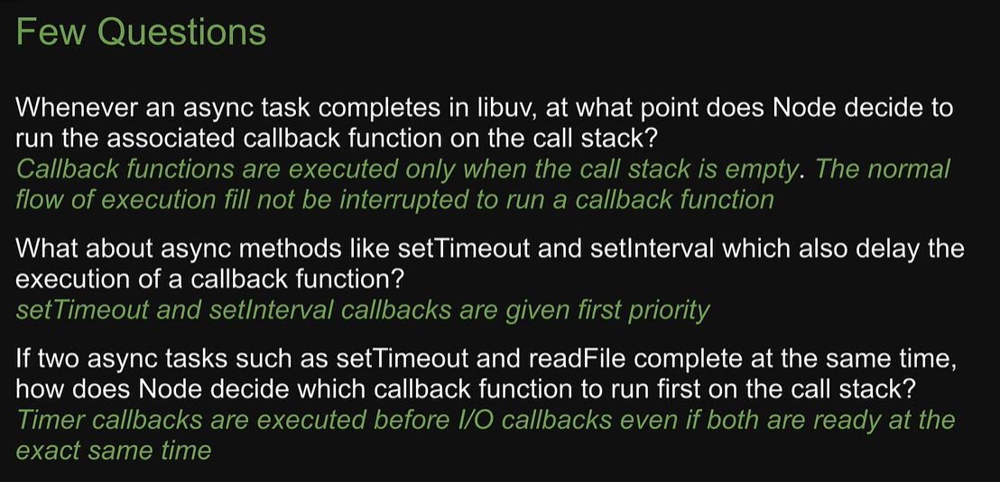 Few Questions
Whenever an async task completes in libuv, at what point does Node decide to
run the associated callback function on the call stack?
Callback functions are executed only when the call stack is empty. The normal
flow of execution fill not be interrupted to run a callback function
What about async methods like setTimeout and setInterval which also delay the
execution of a callback function?
setTimeout and setInterval callbacks are given first priority
If two async tasks such as setTimeout and readFile complete at the same time,
how does Node decide which callback function to run first on the call stack?
Timer callbacks are executed before I/O callbacks even if both are ready at the
exact same time